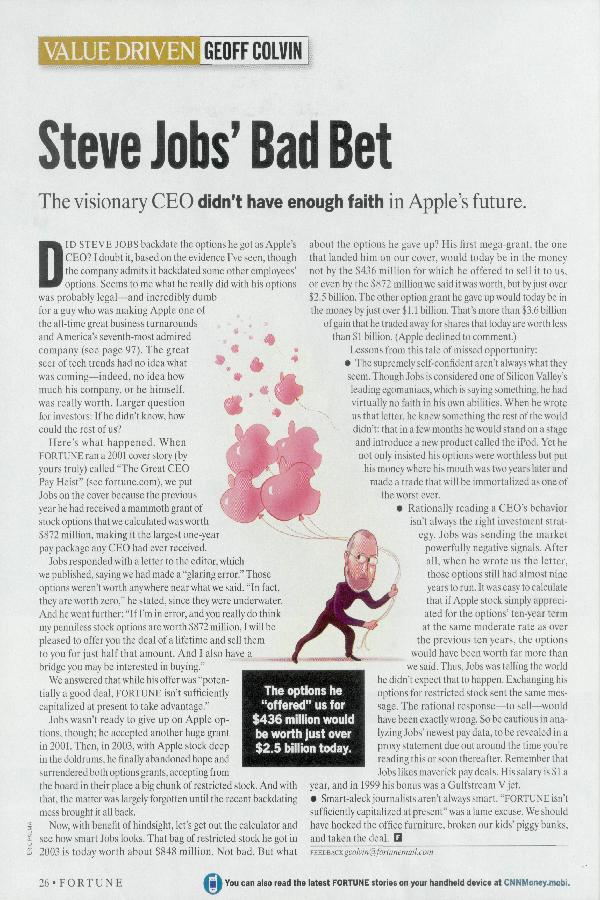 VALUE DRIVEN GEOFF COLVIN
Steve Jobs' Bad Bet
The visionary CEO didn't have enough faith in Apple's future.
DID STEVE JOBS backdate the options he got as Apple's
CEO? I doubt it, based on the evidence I've seen, though
the company admits it backdated some other employees'
options. Seems to me what he really did with his options
was probably legal—and incredibly dumb
for a guy who was making Apple one of
the all-time great business turnarounds
and America's seventh-most admired
company (see page 97). The great
seer of tech trends had no idea what
was coming—indeed, no idea how
much his company, or he himself,
was really worth. Larger question
for investors: If he didn't know, how
could the rest of us?
Here's what happened. When
FORTUNE ran a 2001 cover story (by
yours truly) called "The Great CEO
Pay Heist" (see fortune.com), we put
Jobs on the cover because the previous
year he had received a mammoth grant of
stock options that we calculated was worth
$872 million, making it the largest one-year
pay package any CEO had ever received.
Jobs responded with a letter to the editor, which
we published, saying we had made a "glaring error." Those
options weren't worth anywhere near what we said. "In fact,
they are worth zero," he stated, since they were underwater.
And he went further: "If I'm in error, and you really do think
my penniless stock options are worth $872 million, I will be
pleased to offer you the deal of a lifetime and sell them
to you for just half that amount. And I also have a
bridge you may be interested in buying."
We answered that while his offer was "poten-
tially a good deal, FORTUNE isn't sufficiently
capitalized at present to take advantage."
Jobs wasn't ready to give up on Apple op-
tions, though; he accepted another huge grant
in 2001. Then, in 2003, with Apple stock deep
in the doldrums, he finally abandoned hope and
surrendered both options grants, accepting from
the board in their place a big chunk of restricted stock. And with
that, the matter was largely forgotten until the recent backdating
mess brought it all back.
Now, with benefit of hindsight, let's get out the calculator and
see how smart Jobs looks. That bag of restricted stock he got in
2003 is today worth about $848 million. Not bad. But what
about the options he gave up? His first mega-grant, the one
that landed him on our cover, would today be in the money
not by the $436 million for which he offered to sell it to us,
or even by the $872 million we said it was worth, but by just over
$2.5 billion. The other option grant he gave up would today be in
the money by just over $1.1 billion. That's more than $3.6 billion
of gain that he traded away for shares that today are worth less
than $1 billion. (Apple declined to comment.)
Lessons from this tale of missed opportunity:
● The supremely self-confident aren't always what they
seem. Though Jobs is considered one of Silicon Valley's
leading egomaniacs, which is saying something, he had
virtually no faith in his own abilities. When he wrote
us that letter, he knew something the rest of the world
didn't: that in a few months he would stand on a stage
and introduce a new product called the iPod. Yet he
not only insisted his options were worthless but put
his money where his mouth was two years later and
made a trade that will be immortalized as one of
the worst ever.
● Rationally reading a CEO's behavior
isn't always the right investment strat-
egy. Jobs was sending the market
powerfully negative signals. After
all, when he wrote us the letter,
those options still had almost nine
years to run. It was easy to calculate
that if Apple stock simply appreci-
ated for the options' ten-year term
at the same moderate rate as over
the previous ten years, the options
would have been worth far more than
we said. Thus, Jobs was telling the world
he didn't expect that to happen. Exchanging his
options for restricted stock sent the same mes-
sage. The rational response—to sell—would
have been exactly wrong. So be cautious in ana-
lyzing Jobs' newest pay data, to be revealed in a
proxy statement due out around the time you're
reading this or soon thereafter. Remember that
Jobs likes maverick pay deals. His salary is $1 a
year, and in 1999 his bonus was a Gulfstream V jet.
● Smart-aleck journalists aren't always smart. "FORTUNE isn't
sufficiently capitalized at present" was a lame excuse. We should
have hocked the office furniture, broken our kids' piggy banks,
and taken the deal. F
FEEDBACK gcolvin@fortunemail.com
The options he
"offered" us for
$436 million would
be worth just over
$2.5 billion today.
26 • FORTUNE
You can also read the latest FORTUNE stories on your handheld device at CNNMoney.mobi.